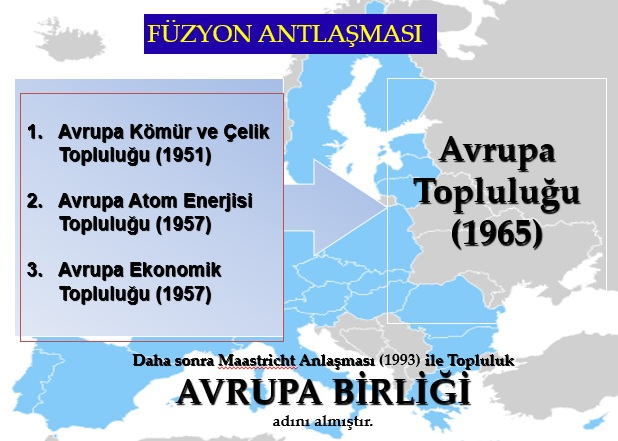 FÜZYON ANTLAŞMASI
1. Avrupa Kömür ve Çelik
Topluluğu (1951)
2. Avrupa Atom Enerjisi
Topluluğu (1957)
3. Avrupa Ekonomik
Topluluğu (1957)
Avrupa
Topluluğu
(1965)
Daha sonra Maastricht Anlaşması (1993) ile Topluluk
AVRUPA BİRLİĞİ
adını almıştır.